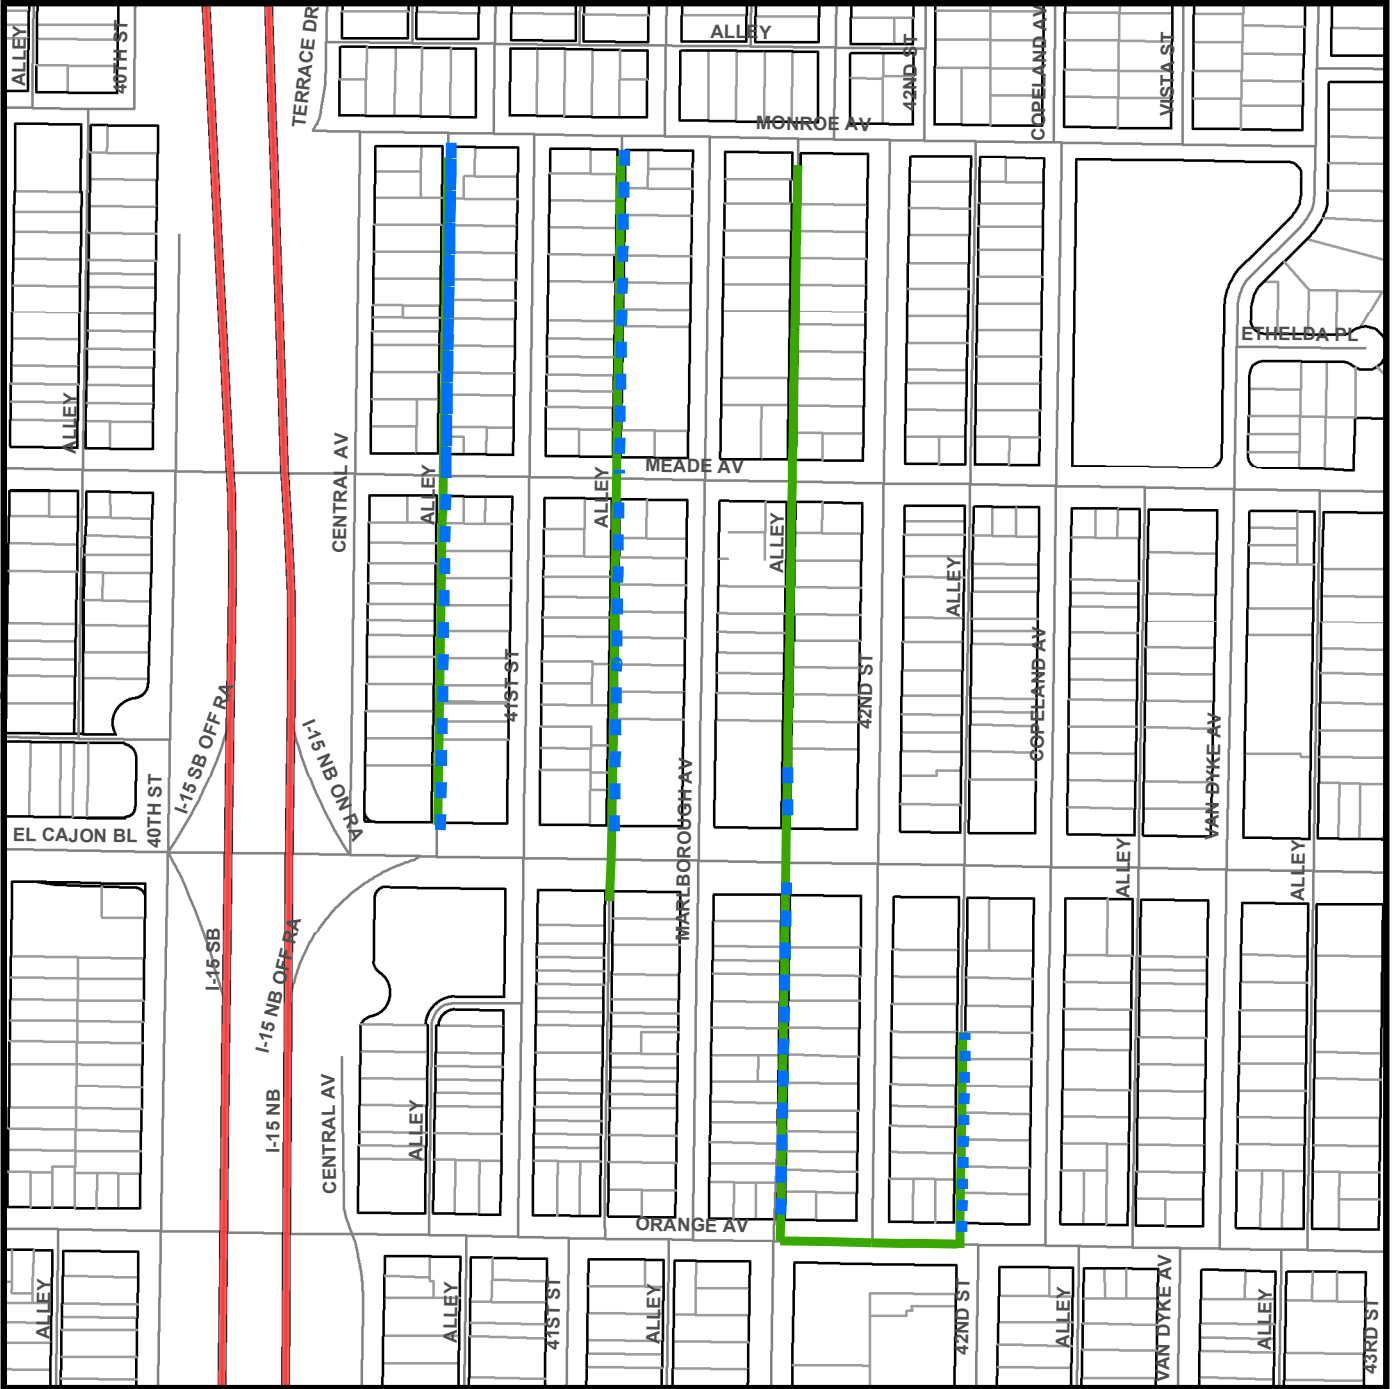 ALLEY
40TH ST
TERRACE DR
ALLEY
42ND ST
COPELAND AV
VISTA ST
MONROE AV
ETHELDA PL
ALLEY
CENTRAL AV
ALLEY
ALLEY
MEADE AV
ALLEY
ALLEY
41ST ST
42ND ST
COPELAND AV
VAN DYKE AV
I-15 SB OFF RA
I-15 NB ON RA
40TH ST
EL CAJON BL
MARLBOROUGH AV
ALLEY
ALLEY
I-15 SB
I-15 NB OFF RA
I-15 NB
CENTRAL AV
ALLEY
ORANGE AV
ALLEY
ALLEY
41ST ST
ALLEY
42ND ST
ALLEY
VAN DYKE AV
ALLEY
43RD ST